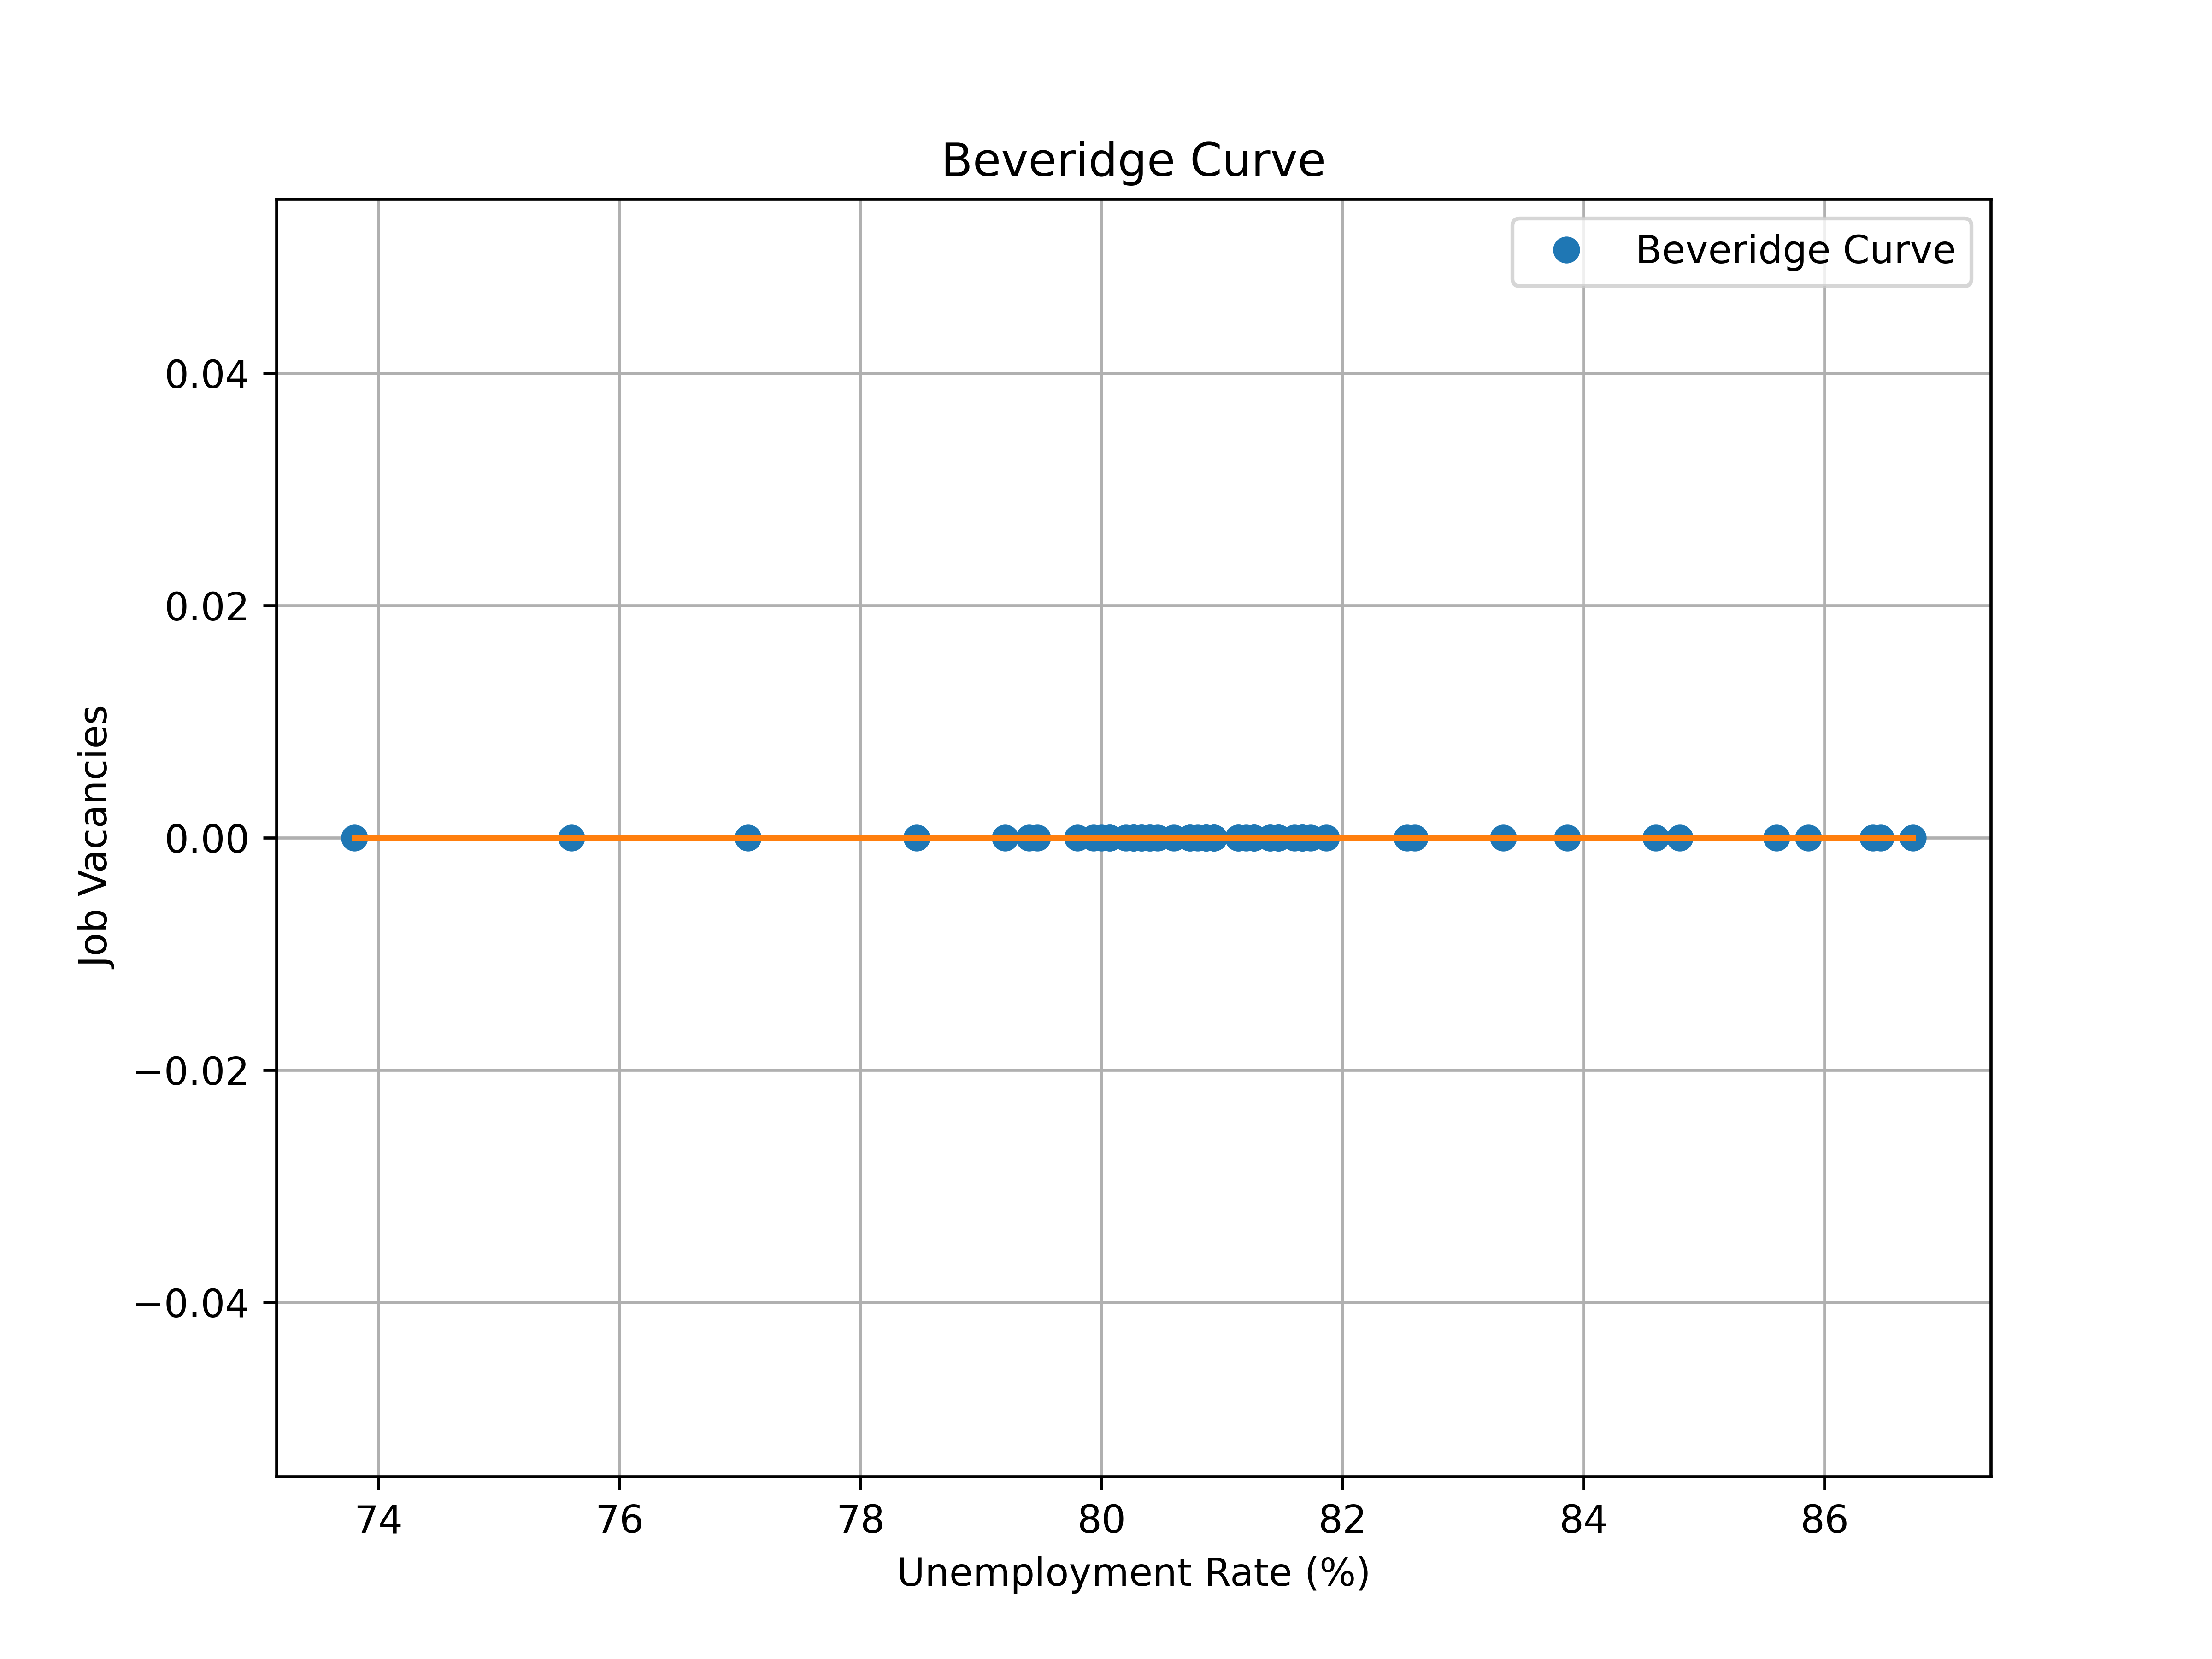 Beveridge Curve
Beveridge Curve
0.04
0.02
0.00
−0.02
−0.04
Job Vacancies
74 76 78 80 82 84 86
Unemployment Rate (%)